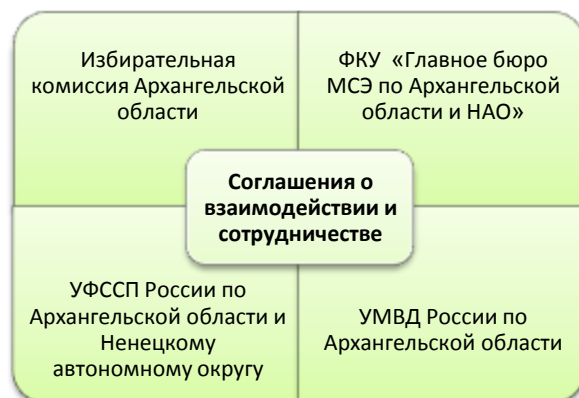 Избирательная
комиссия Архангельской
области
ФКУ «Главное бюро
МСЭ по Архангельской
области и НАО»
Соглашения о
взаимодействии и
сотрудничестве
УФССП России по
Архангельской области и
Ненецкому
автономному округу
УМВД России по
Архангельской области